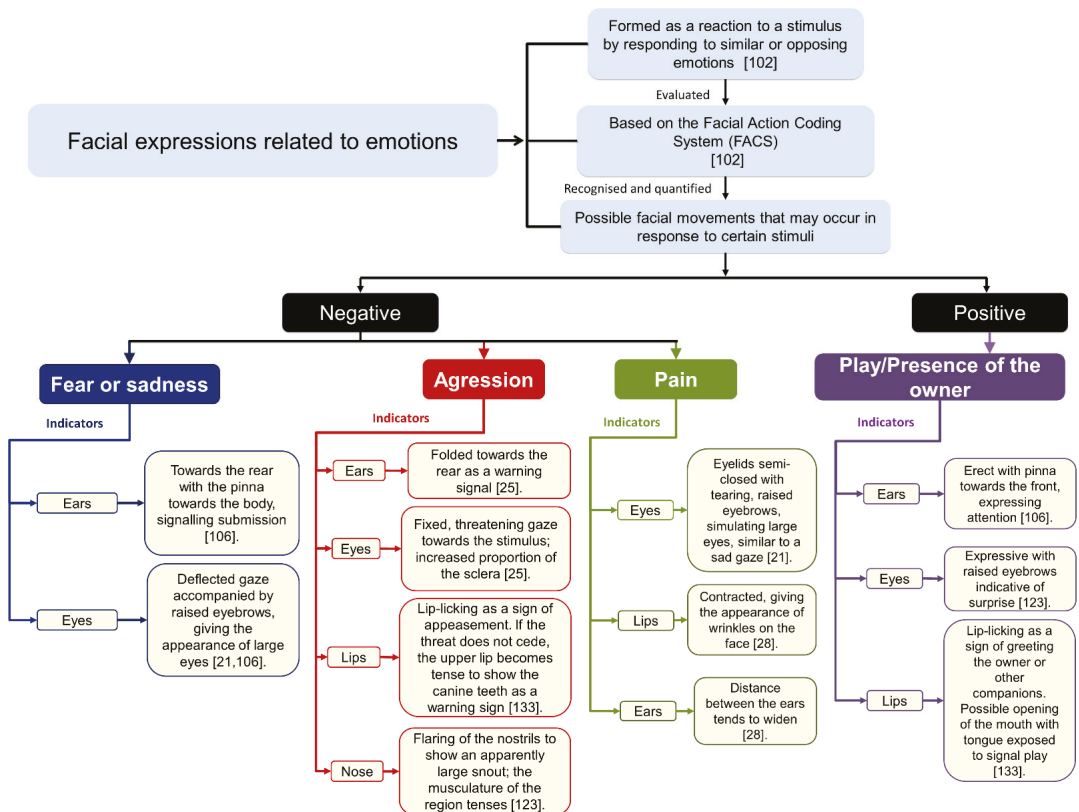 Formed as a reaction to a stimulus
by responding to similar or opposing
emotions [102]
Evaluated
Facial expressions related to emotions
Based on the Facial Action Coding
System (FACS)
[102]
Recognised and quantified
Possible facial movements that may occur in
response to certain stimuli
Negative
Positive
Fear or sadness
Indicators
Ears
Towards the rear
with the pinna
towards the body,
signalling submission
[106].
Eyes
Deflected gaze
accompanied by
raised eyebrows,
giving the
appearance of large
eyes [21,106].
Agression
Indicators
Ears
Folded towards the
rear as a warning
signal [25].
Eyes
Fixed, threatening gaze
towards the stimulus;
increased proportion of
the sclera [25].
Lips
Lip-licking as a sign of
appeasement. If the
threat does not cede,
the upper lip becomes
tense to show the
canine teeth as a
warning sign [133].
Nose
Flaring of the nostrils to
show an apparently
large snout; the
musculature of the
region tenses [123].
Pain
Indicators
Eyes
Eyelids semi-
closed with
tearing, raised
eyebrows,
simulating large
eyes, similar to a
sad gaze [21].
Lips
Contracted, giving
the appearance of
wrinkles on the
face [28].
Ears
Distance
between the ears
tends to widen
[28].
Play/Presence of the
owner
Indicators
Ears
Erect with pinna
towards the front,
expressing
attention [106].
Eyes
Expressive with
raised eyebrows
indicative of
surprise [123].
Lips
Lip-licking as a
sign of greeting
the owner or
other
companions.
Possible opening
of the mouth with
tongue exposed
to signal play
[133].